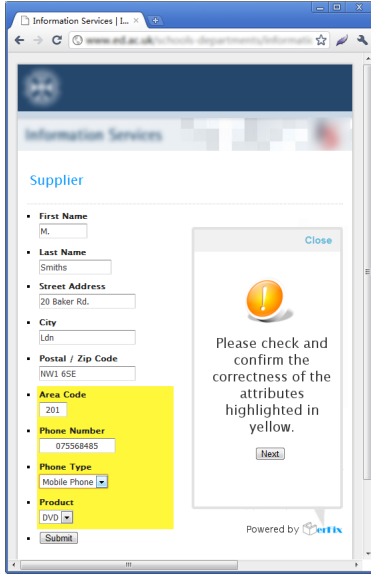 Information Services | I...
www.ed.ac.uk/schools-departments/informatic
Information Services
Supplier
First Name
M.
Last Name
Smiths
Street Address
20 Baker Rd.
City
Ldn
Postal / Zip Code
NW1 6SE
Area Code
201
Phone Number
075568485
Phone Type
Mobile Phone
Product
DVD
Submit
Close
Please check and
confirm the
correctness of the
attributes
highlighted in
yellow.
Next
Powered by